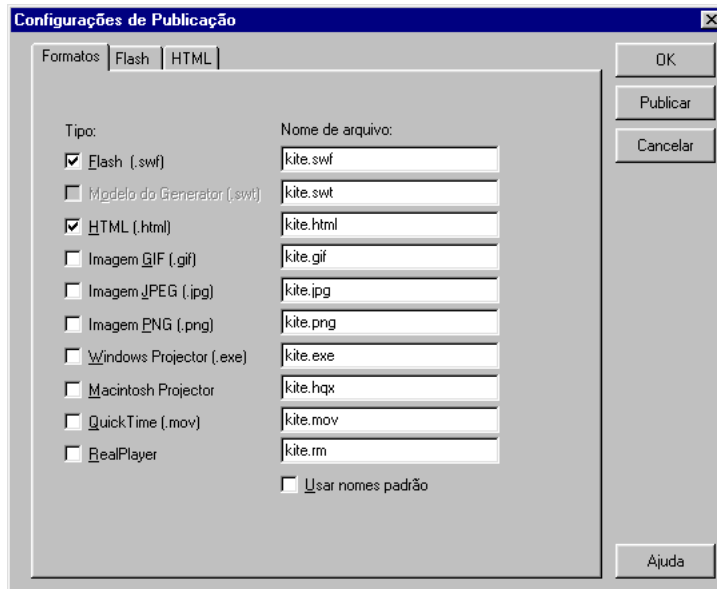 Configurações de Publicação
Formatos Flash HTML
OK
Publicar
Cancelar
Tipo: Nome de arquivo:
Flash (.swf) kite.swf
Modelo do Generator (.swt) kite.swt
HTML (.html) kite.html
Imagem GIF (.gif) kite.gif
Imagem JPEG (.jpg) kite.jpg
Imagem PNG (.png) kite.png
Windows Projector (.exe) kite.exe
Macintosh Projector kite.hqx
QuickTime (.mov) kite.mov
RealPlayer kite.rm
Usar nomes padrão
Ajuda